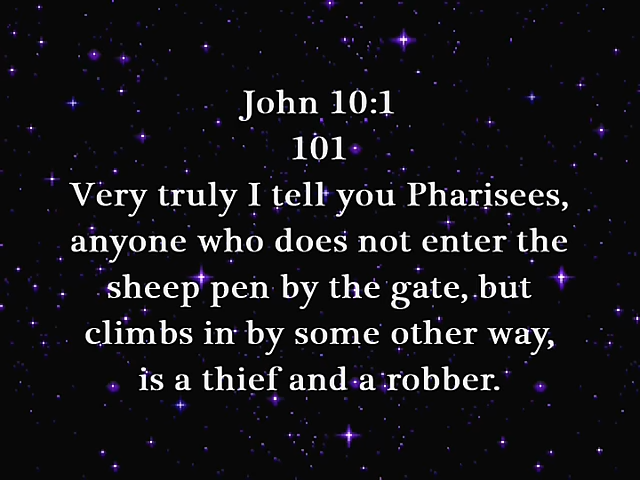 John 10:1
101
Very truly I tell you Pharisees,
anyone who does not enter the
sheep pen by the gate, but
climbs in by some other way,
is a thief and a robber.